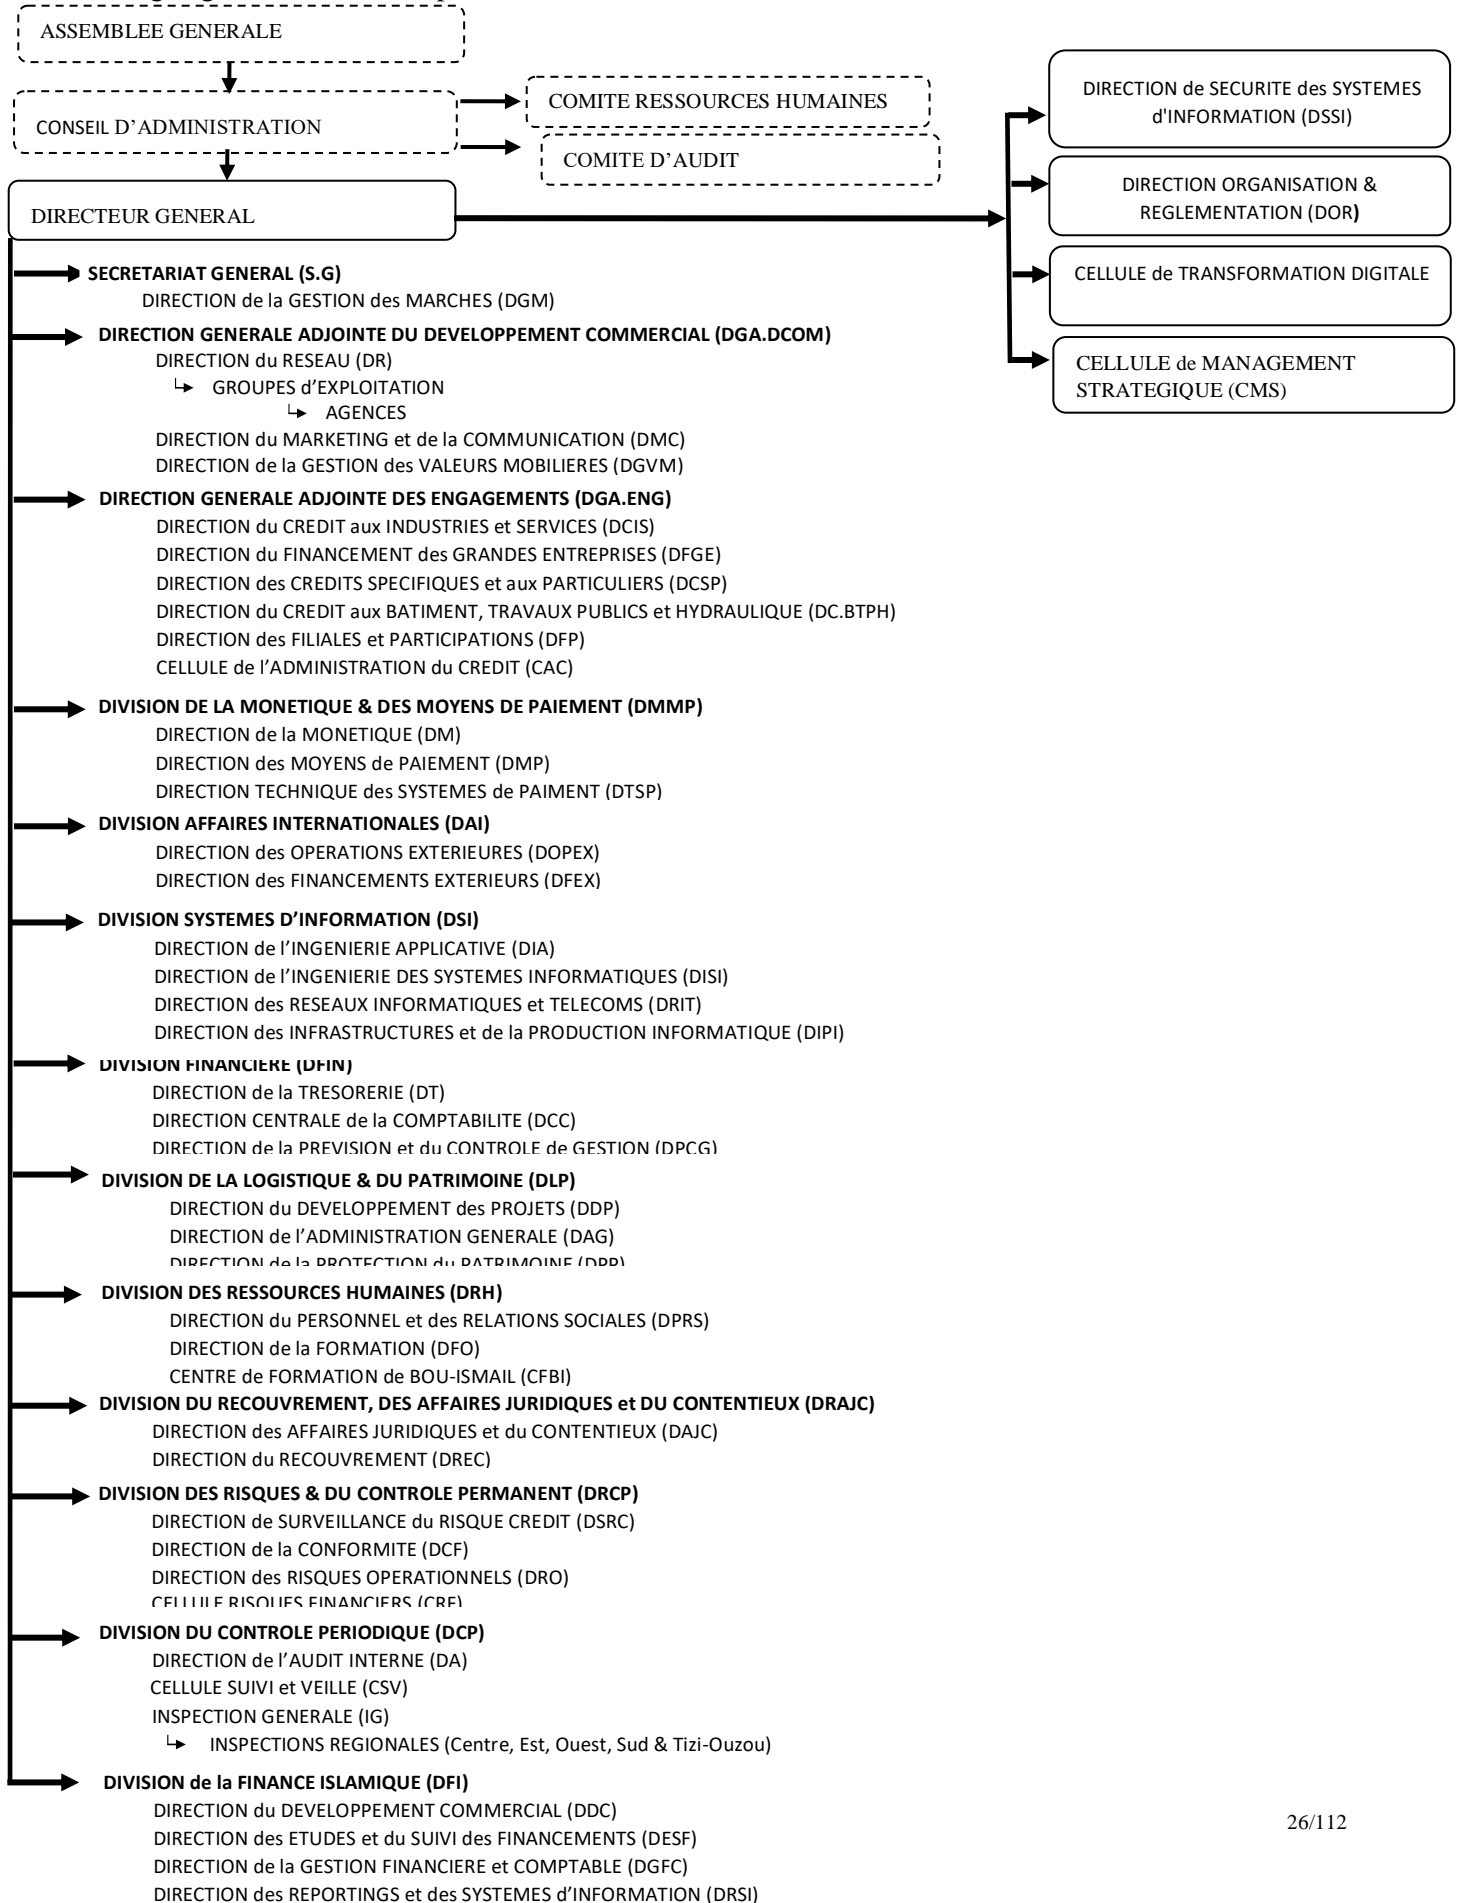 ASSEMBLEE GENERALE
CONSEIL D’ADMINISTRATION
COMITE RESSOURCES HUMAINES
COMITE D’AUDIT
DIRECTEUR GENERAL
DIRECTION de SECURITE des SYSTEMES
d'INFORMATION (DSSI)
DIRECTION ORGANISATION &
REGLEMENTATION (DOR)
CELLULE de TRANSFORMATION DIGITALE
CELLULE de MANAGEMENT
STRATEGIQUE (CMS)
SECRETARIAT GENERAL (S.G)
DIRECTION de la GESTION des MARCHES (DGM)
DIRECTION GENERALE ADJOINTE DU DEVELOPPEMENT COMMERCIAL (DGA.DCOM)
DIRECTION du RESEAU (DR)
GROUPES d’EXPLOITATION
AGENCES
DIRECTION du MARKETING et de la COMMUNICATION (DMC)
DIRECTION de la GESTION des VALEURS MOBILIERES (DGVM)
DIRECTION GENERALE ADJOINTE DES ENGAGEMENTS (DGA.ENG)
DIRECTION du CREDIT aux INDUSTRIES et SERVICES (DCIS)
DIRECTION du FINANCEMENT des GRANDES ENTREPRISES (DFGE)
DIRECTION des CREDITS SPECIFIQUES et aux PARTICULIERS (DCSP)
DIRECTION du CREDIT aux BATIMENT, TRAVAUX PUBLICS et HYDRAULIQUE (DC.BTPH)
DIRECTION des FILIALES et PARTICIPATIONS (DFP)
CELLULE de l’ADMINISTRATION du CREDIT (CAC)
DIVISION DE LA MONETIQUE & DES MOYENS DE PAIEMENT (DMMP)
DIRECTION de la MONETIQUE (DM)
DIRECTION des MOYENS de PAIEMENT (DMP)
DIRECTION TECHNIQUE des SYSTEMES de PAIMENT (DTSP)
DIVISION AFFAIRES INTERNATIONALES (DAI)
DIRECTION des OPERATIONS EXTERIEURES (DOPEX)
DIRECTION des FINANCEMENTS EXTERIEURS (DFEX)
DIVISION SYSTEMES D’INFORMATION (DSI)
DIRECTION de l’INGENIERIE APPLICATIVE (DIA)
DIRECTION de l’INGENIERIE DES SYSTEMES INFORMATIQUES (DISI)
DIRECTION des RESEAUX INFORMATIQUES et TELECOMS (DRIT)
DIRECTION des INFRASTRUCTURES et de la PRODUCTION INFORMATIQUE (DIPI)
DIVISION FINANCIERE (DFIN)
DIRECTION de la TRESORERIE (DT)
DIRECTION CENTRALE de la COMPTABILITE (DCC)
DIRECTION de la PREVISION et du CONTROLE de GESTION (DPCG)
DIVISION DE LA LOGISTIQUE & DU PATRIMOINE (DLP)
DIRECTION du DEVELOPPEMENT des PROJETS (DDP)
DIRECTION de l’ADMINISTRATION GENERALE (DAG)
DIRECTION de la PROTECTION du PATRIMOINE (DPP)
DIVISION DES RESSOURCES HUMAINES (DRH)
DIRECTION du PERSONNEL et des RELATIONS SOCIALES (DPRS)
DIRECTION de la FORMATION (DFO)
CENTRE de FORMATION de BOU-ISMAIL (CFBI)
DIVISION DU RECOUVREMENT, DES AFFAIRES JURIDIQUES et DU CONTENTIEUX (DRAJC)
DIRECTION des AFFAIRES JURIDIQUES et du CONTENTIEUX (DAJC)
DIRECTION du RECOUVREMENT (DREC)
DIVISION DES RISQUES & DU CONTROLE PERMANENT (DRCP)
DIRECTION de SURVEILLANCE du RISQUE CREDIT (DSRC)
DIRECTION de la CONFORMITE (DCF)
DIRECTION des RISQUES OPERATIONNELS (DRO)
CELLULE RISQUES FINANCIERS (CRF)
DIVISION DU CONTROLE PERIODIQUE (DCP)
DIRECTION de l’AUDIT INTERNE (DA)
CELLULE SUIVI et VEILLE (CSV)
INSPECTION GENERALE (IG)
INSPECTIONS REGIONALES (Centre, Est, Ouest, Sud & Tizi-Ouzou)
DIVISION de la FINANCE ISLAMIQUE (DFI)
DIRECTION du DEVELOPPEMENT COMMERCIAL (DDC)
DIRECTION des ETUDES et du SUIVI des FINANCEMENTS (DESF)
DIRECTION de la GESTION FINANCIERE et COMPTABLE (DGFC)
DIRECTION des REPORTINGS et des SYSTEMES d’INFORMATION (DRSI)
26/112